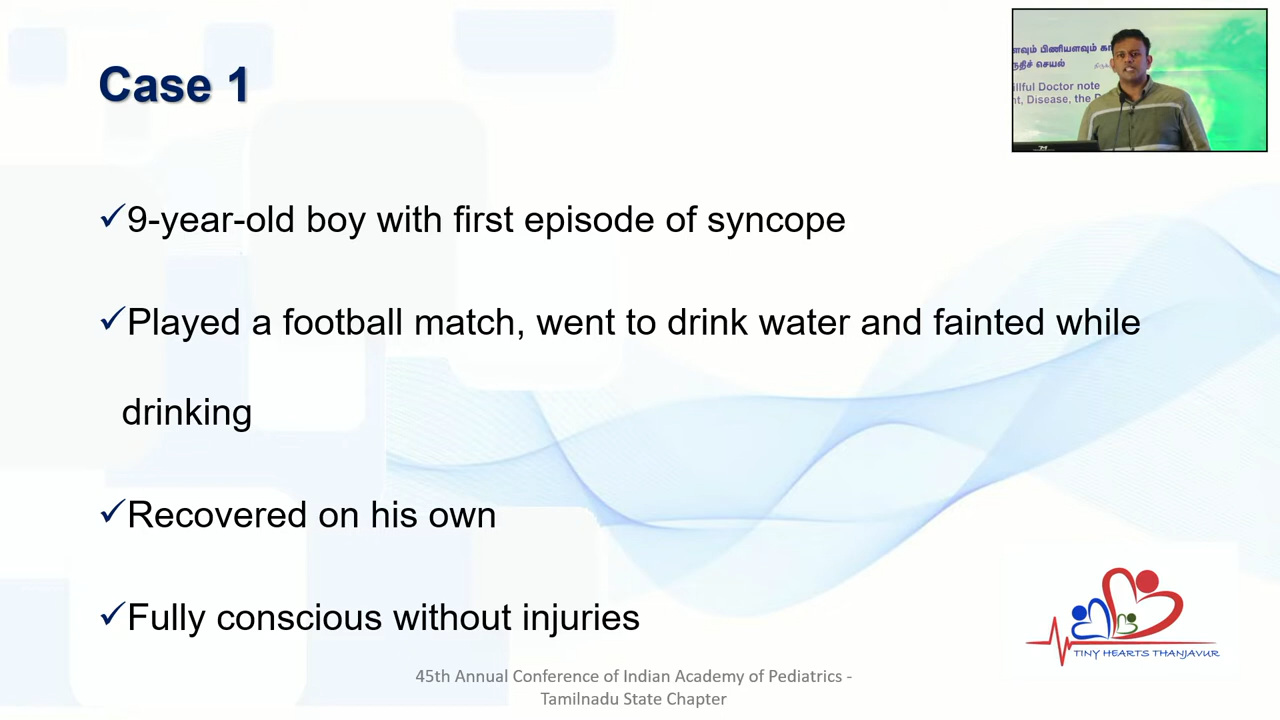 Case 1
ளவும் பிணியளவும் கா
நிச் செயல்
illful Doctor note
nt, Disease, the
✓9-year-old boy with first episode of syncope
✓Played a football match, went to drink water and fainted while
drinking
✓Recovered on his own
✓Fully conscious without injuries
TINY HEARTS THANJAVUR
45th Annual Conference of Indian Academy of Pediatrics -
Tamilnadu State Chapter